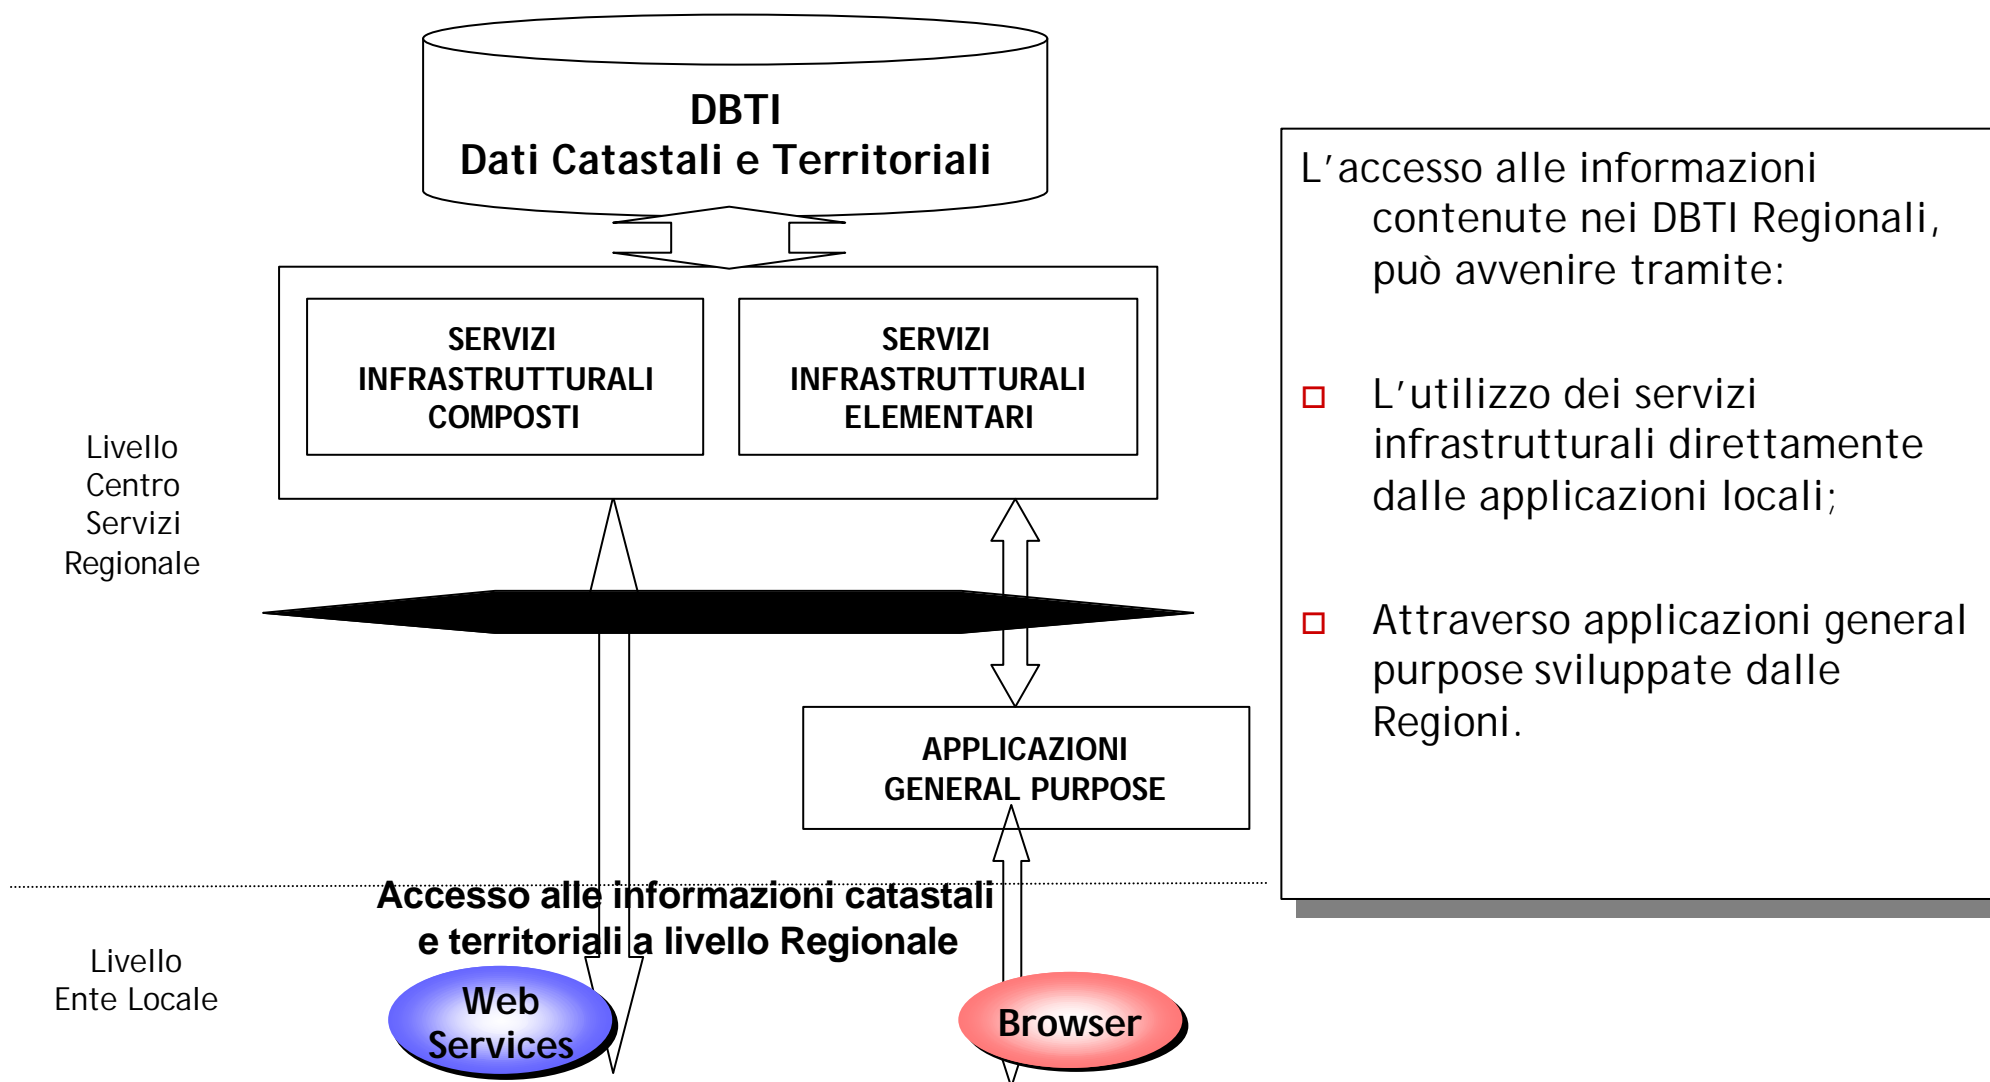 DBTI
Dati Catastali e Territoriali
SERVIZI
INFRASTRUTTURALI
COMPOSTI
SERVIZI
INFRASTRUTTURALI
ELEMENTARI
Livello
Centro
Servizi
Regionale
APPLICAZIONI
GENERAL PURPOSE
Accesso alle informazioni catastali
e territoriali a livello Regionale
Livello
Ente Locale
Web
Services
Browser
L'accesso alle informazioni
contenute nei DBTI Regionali,
può avvenire tramite:
L'utilizzo dei servizi
infrastrutturali direttamente
dalle applicazioni locali;
Attraverso applicazioni general
purpose sviluppate dalle
Regioni.